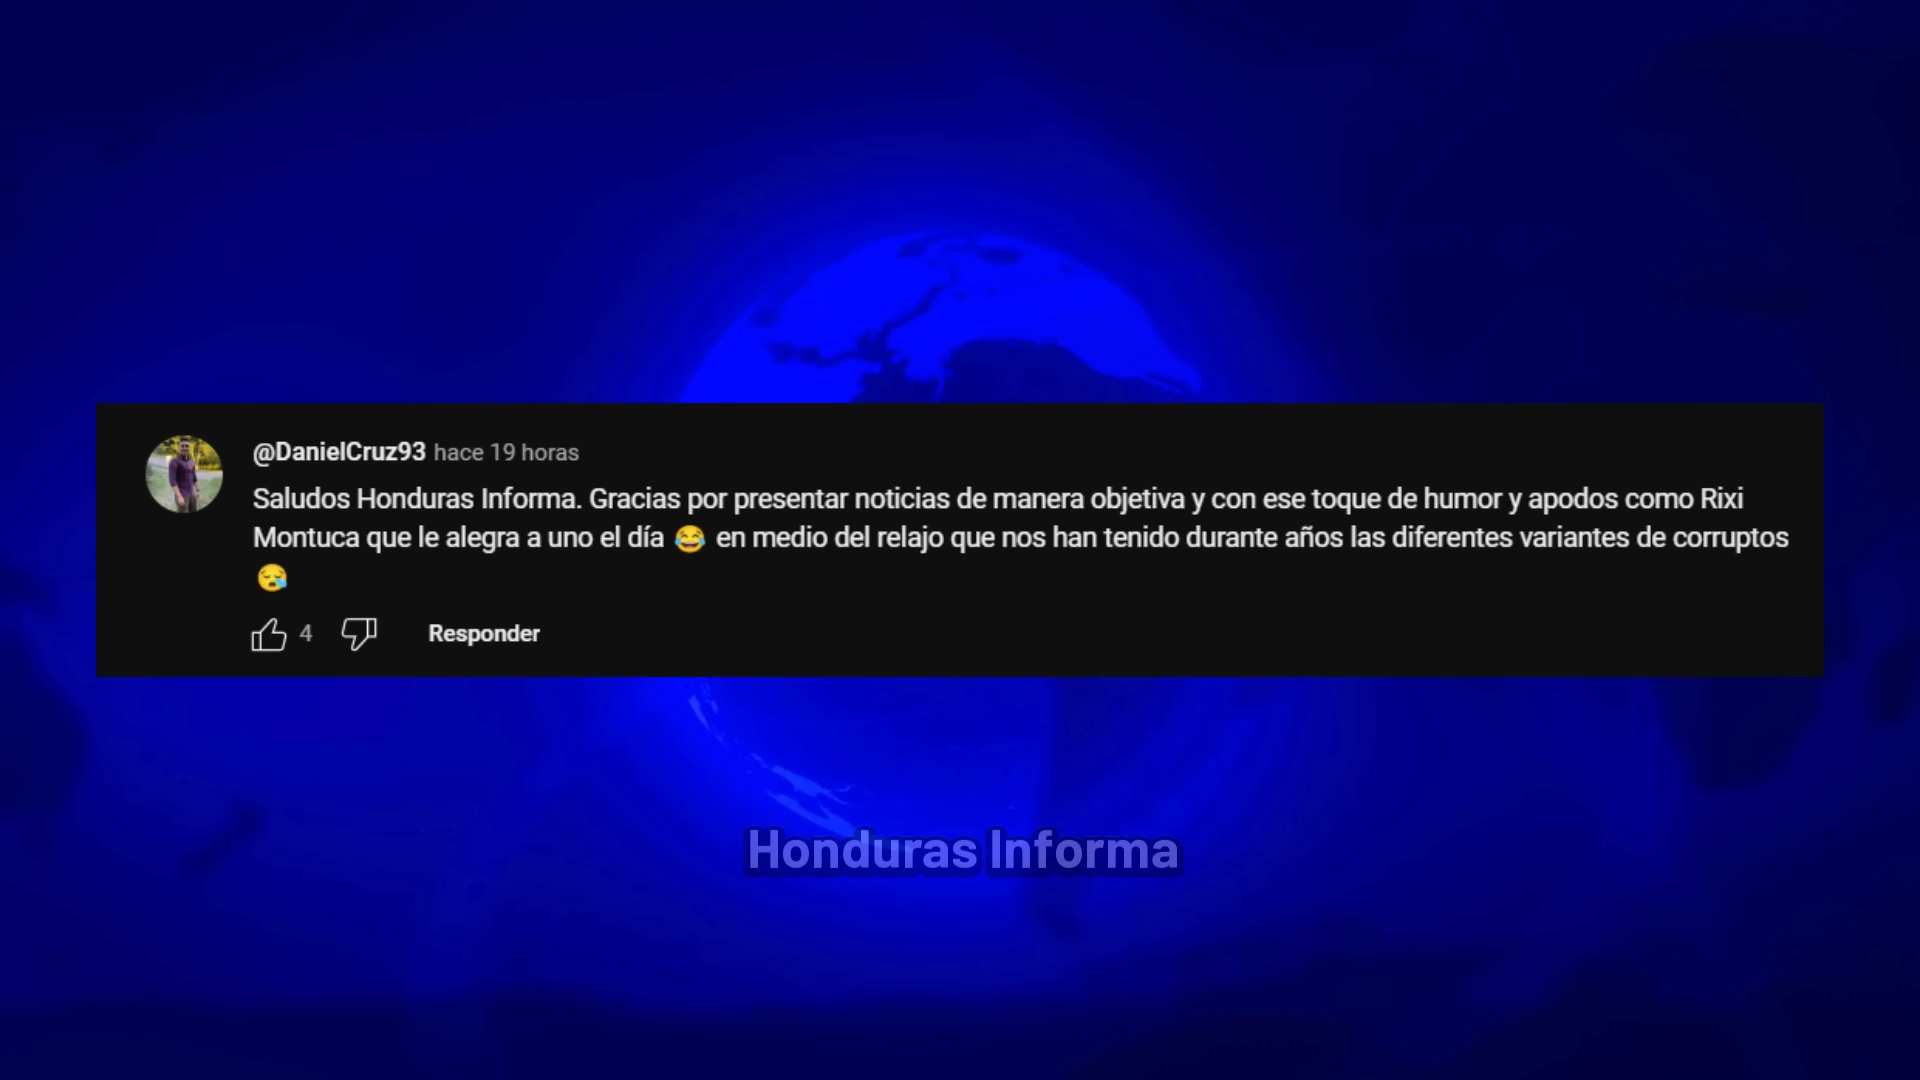 @DanielCruz93 hace 19 horas
Saludos Honduras Informa. Gracias por presentar noticias de manera objetiva y con ese toque de humor y apodos como Rixi
Montuca que le alegra a uno el día 😂 en medio del relajo que nos han tenido durante años las diferentes variantes de corruptos
😪
4 Responder
Honduras Informa